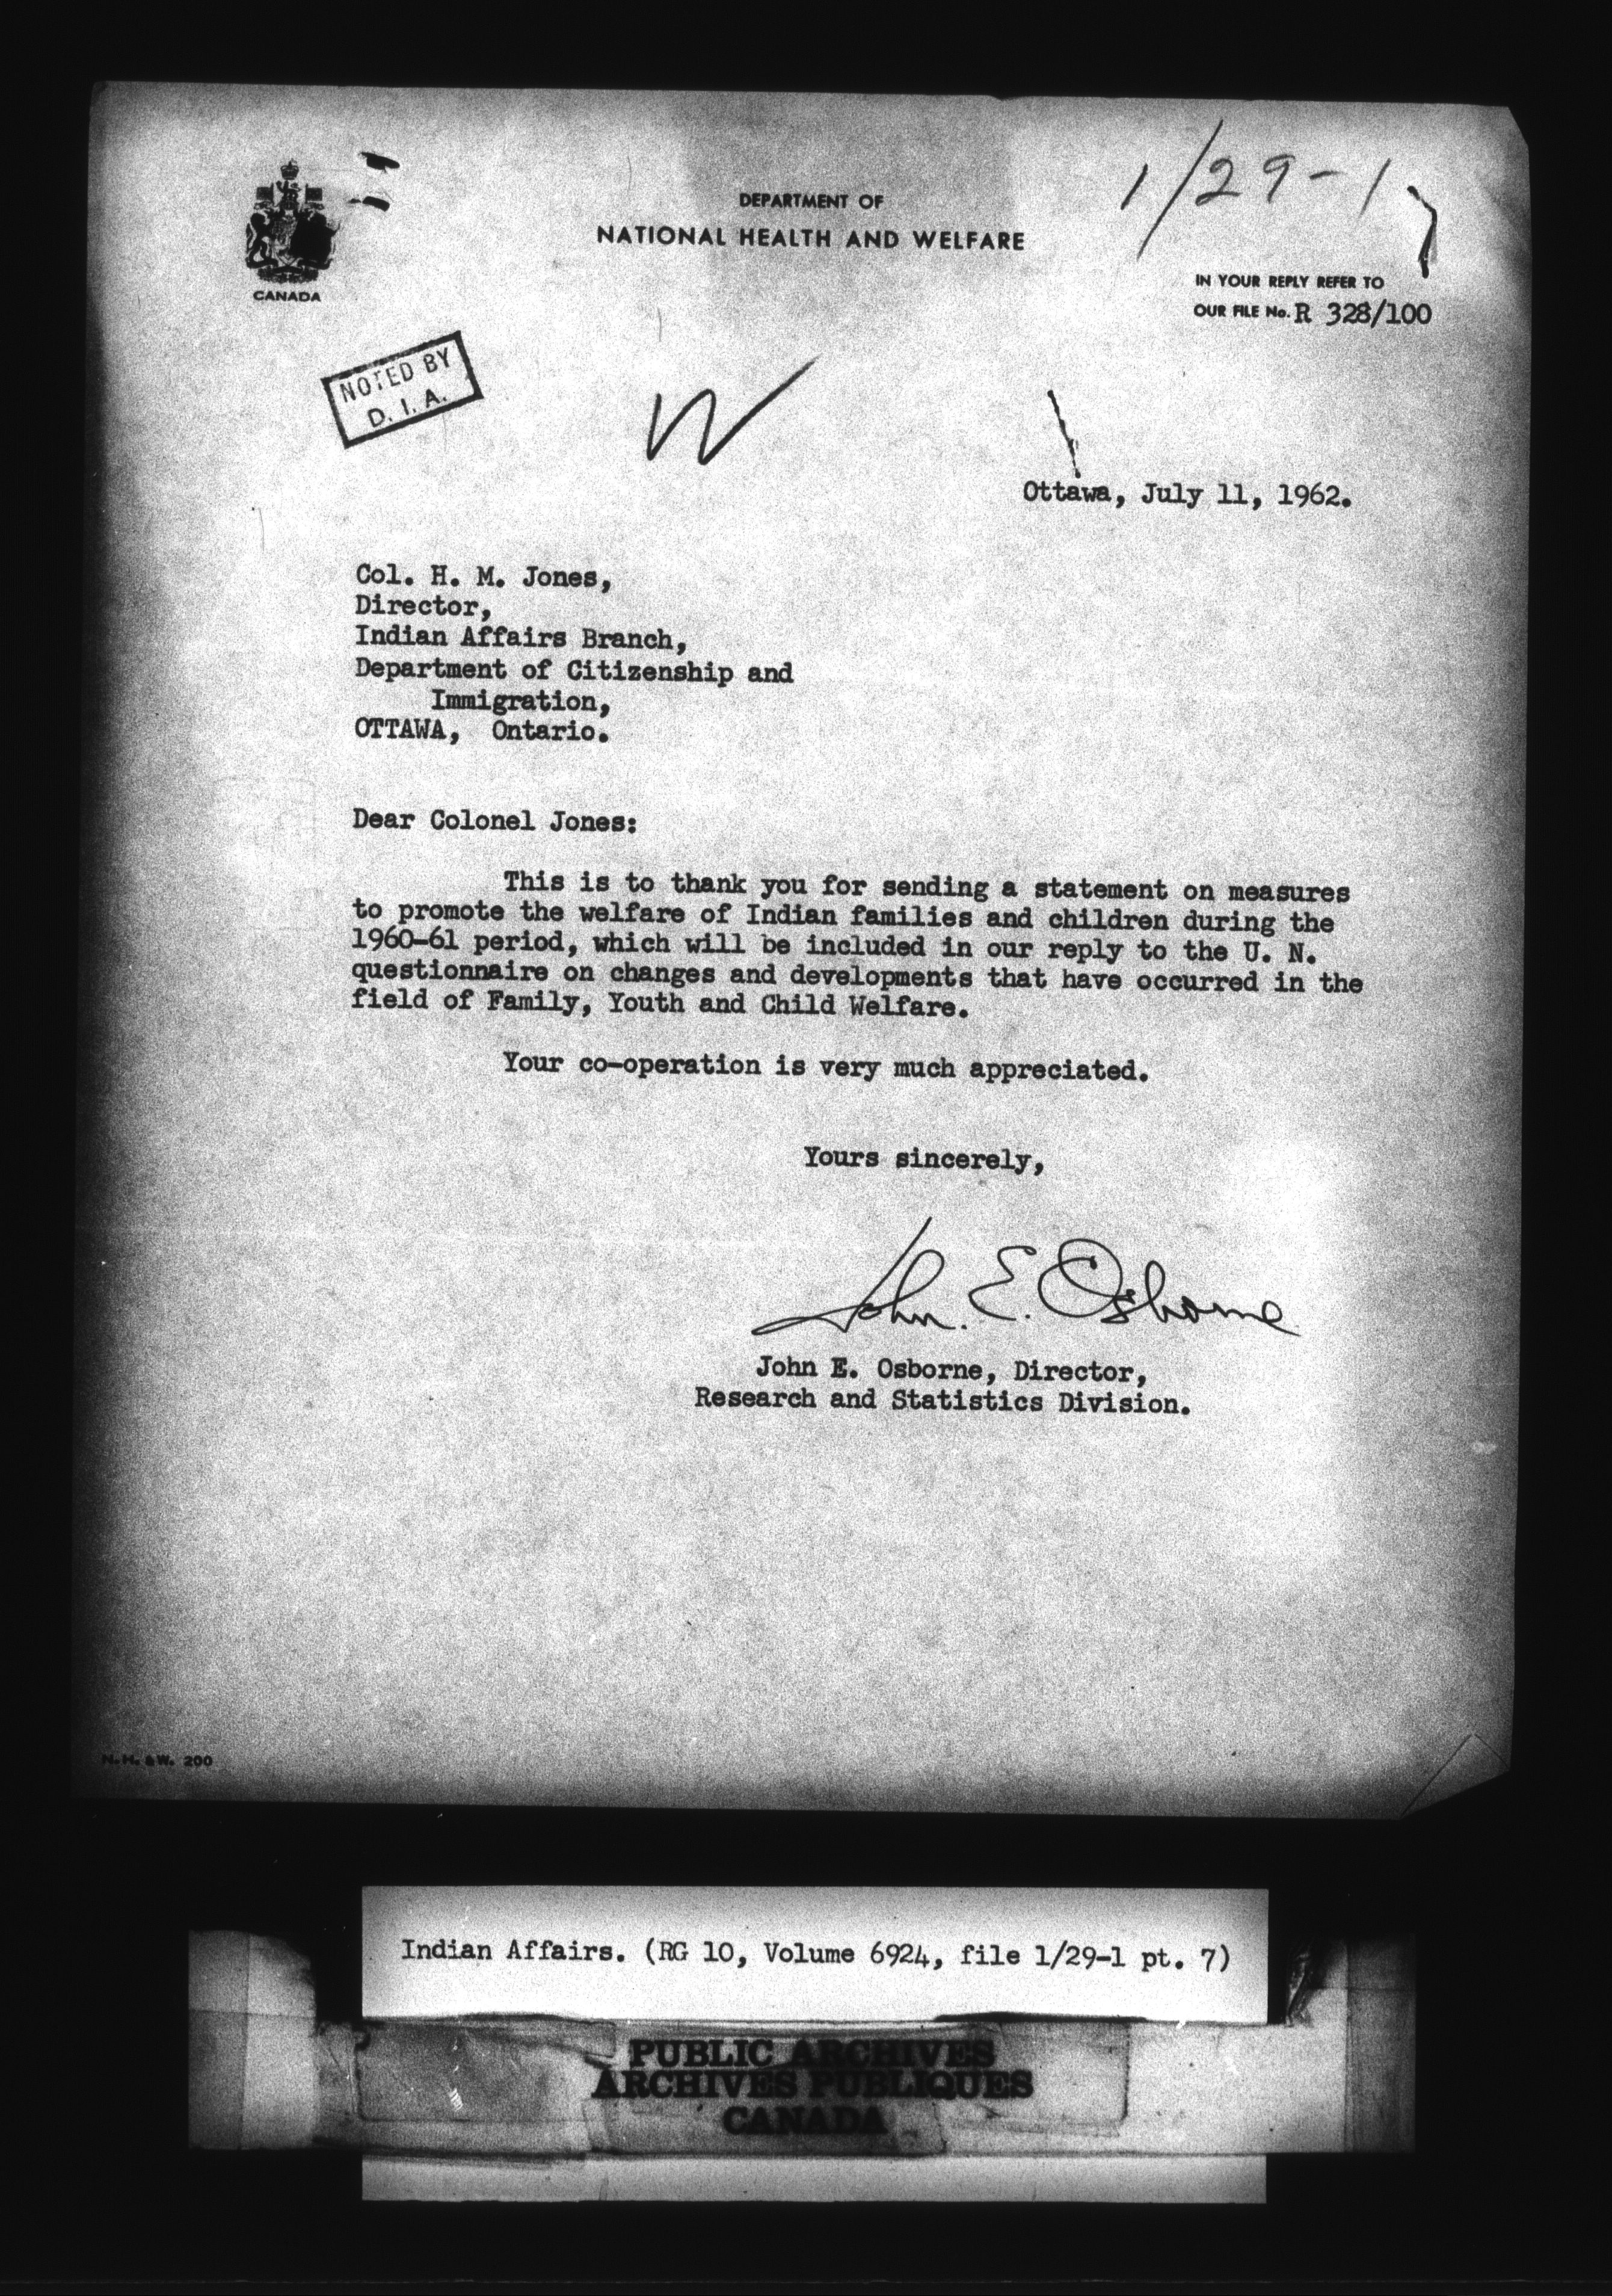 CANADA
DEPARTMENT OF
NATIONAL HEALTH AND WELFARE
1/29-1
IN YOUR REPLY REFER TO
OUR FILE No. R 328/100
NOTED BY
D. I. A.
Ottawa, July 11, 1962.
Col. H. M. Jones,
Director,
Indian Affairs Branch,
Department of Citizenship and
Immigration,
OTTAWA, Ontario.
Dear Colonel Jones:
This is to thank you for sending a statement on measures
to promote the welfare of Indian families and children during the
1960-61 period, which will be included in our reply to the U. N.
questionnaire on changes and developments that have occurred in the
field of Family, Youth and Child Welfare.
Your co-operation is very much appreciated.
Yours sincerely,
John. E. Osborne
John E. Osborne, Director,
Research and Statistics Division.
N. H. & W. 200
Indian Affairs. (RG 10, Volume 6924, file 1/29-1 pt. 7)
PUBLIC ARCHIVES
ARCHIVES PUBLIQUES
CANADA